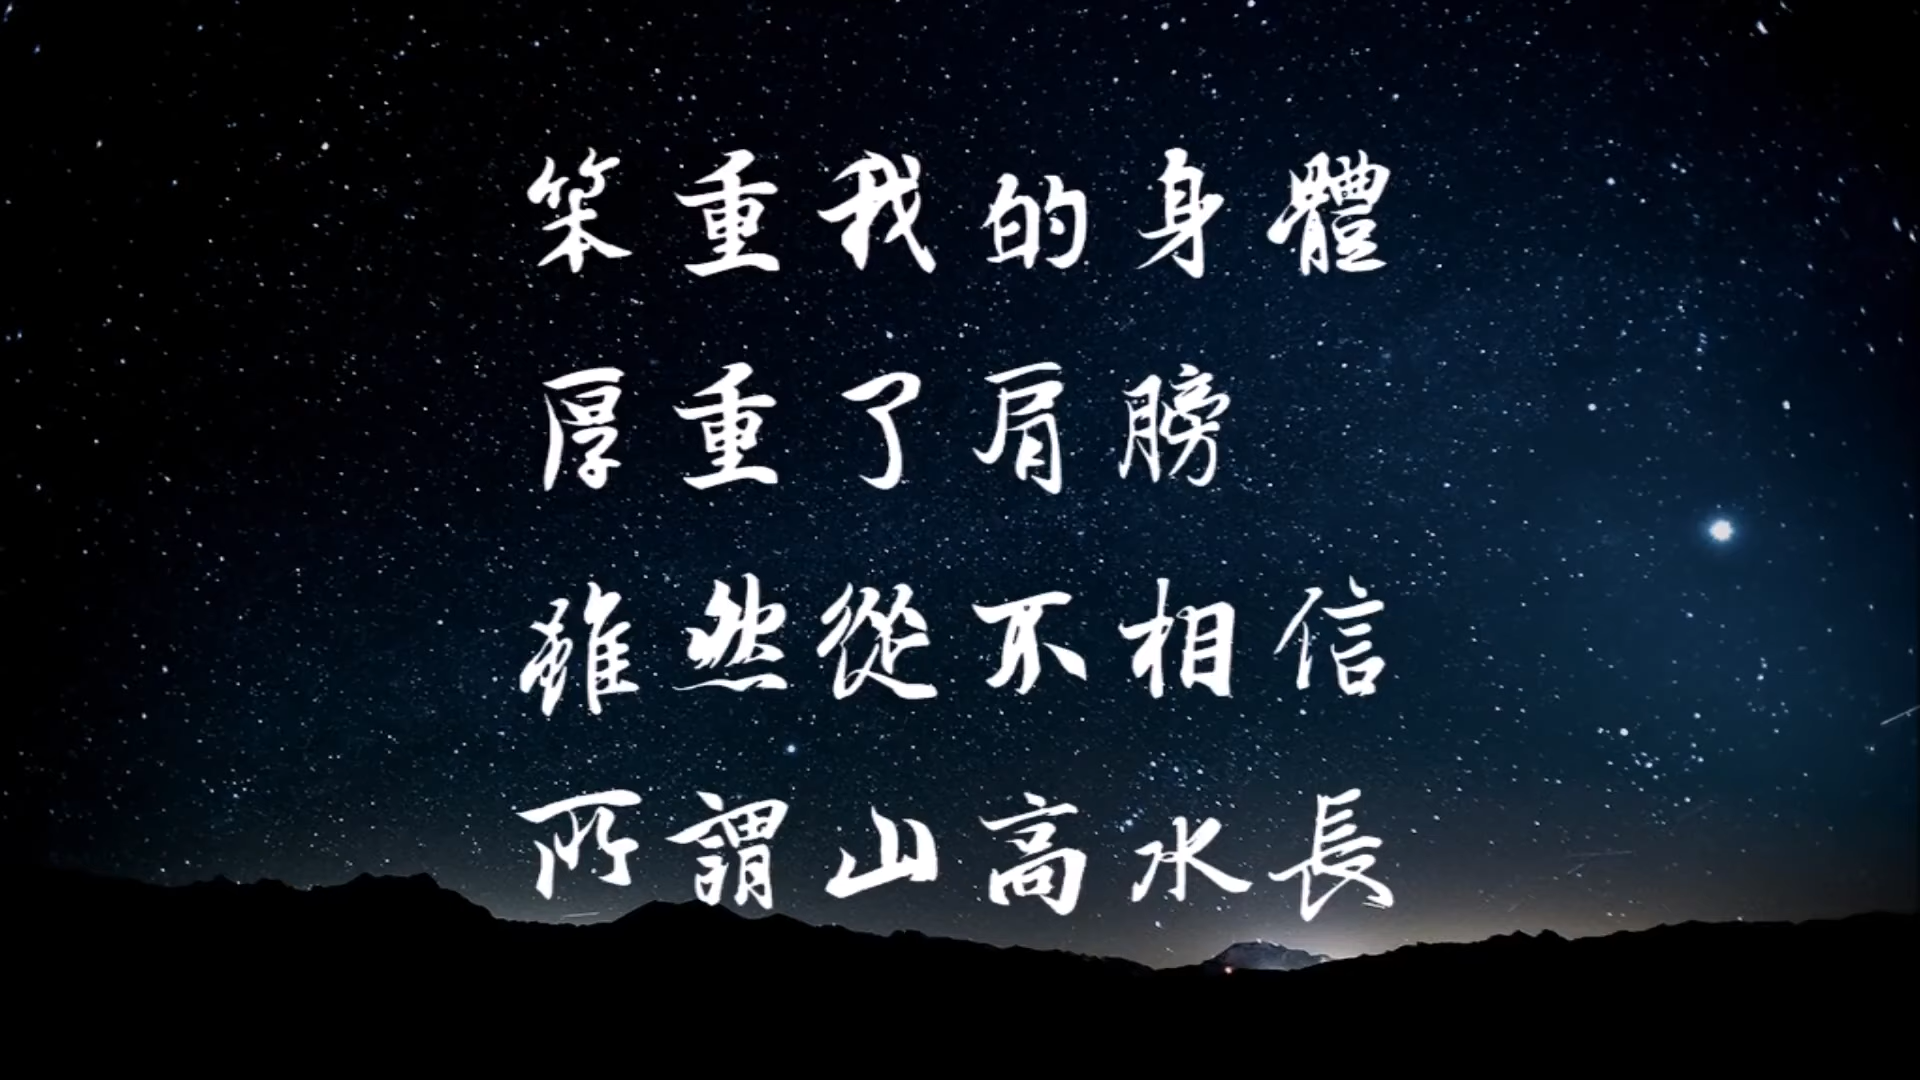 笨重我的身體
厚重了肩膀
雖然從不相信
所謂山高水長